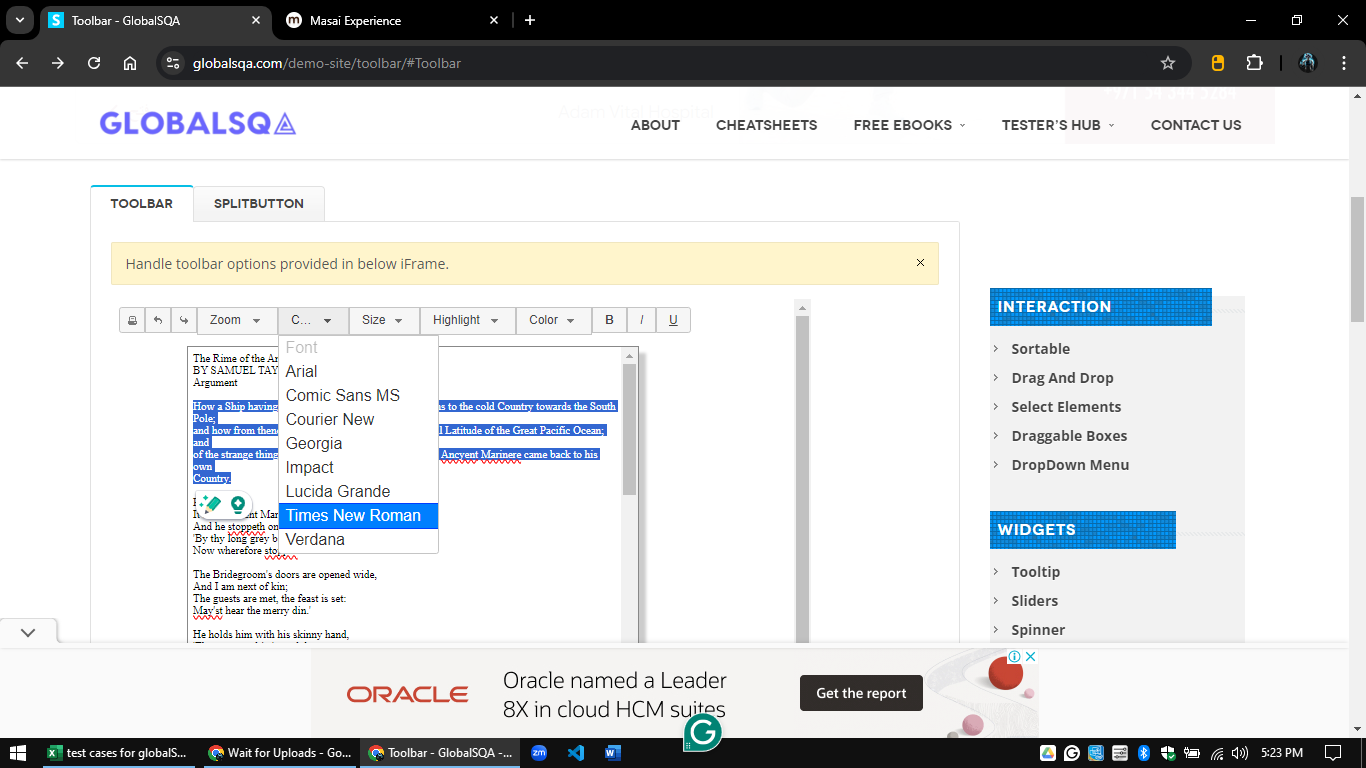 Toolbar - GlobalSQA
Masai Experience
globalsqa.com/demo-site/toolbar/#Toolbar
Adam Vital Hospital
GLOBALSQA
ABOUT
CHEATSHEETS
FREE EBOOKS
TESTER'S HUB
CONTACT US
TOOLBAR
SPLITBUTTON
Handle toolbar options provided in below iFrame.
Zoom
C...
Size
Highlight
Color
B
I
U
Font
Arial
Comic Sans MS
Courier New
Georgia
Impact
Lucida Grande
Times New Roman
Verdana
The Rime of the An
BY SAMUEL TAY
Argument
How a Ship having
ns to the cold Country towards the South
Pole;
and how from thenc
l Latitude of the Great Pacific Ocean;
and
of the strange thing
Ancyent Marinere came back to his
own
Country.
And he stoppeth on
'By thy long grey b
Now wherefore stop
The Bridegroom's doors are opened wide,
And I am next of kin;
The guests are met, the feast is set:
May'st hear the merry din.'
He holds him with his skinny hand,
INTERACTION
Sortable
Drag And Drop
Select Elements
Draggable Boxes
DropDown Menu
WIDGETS
Tooltip
Sliders
Spinner
ORACLE
Oracle named a Leader
8X in cloud HCM suites
Get the report
test cases for globalS...
Wait for Uploads - Go...
Toolbar - GlobalSQA -...
zm
5:23 PM